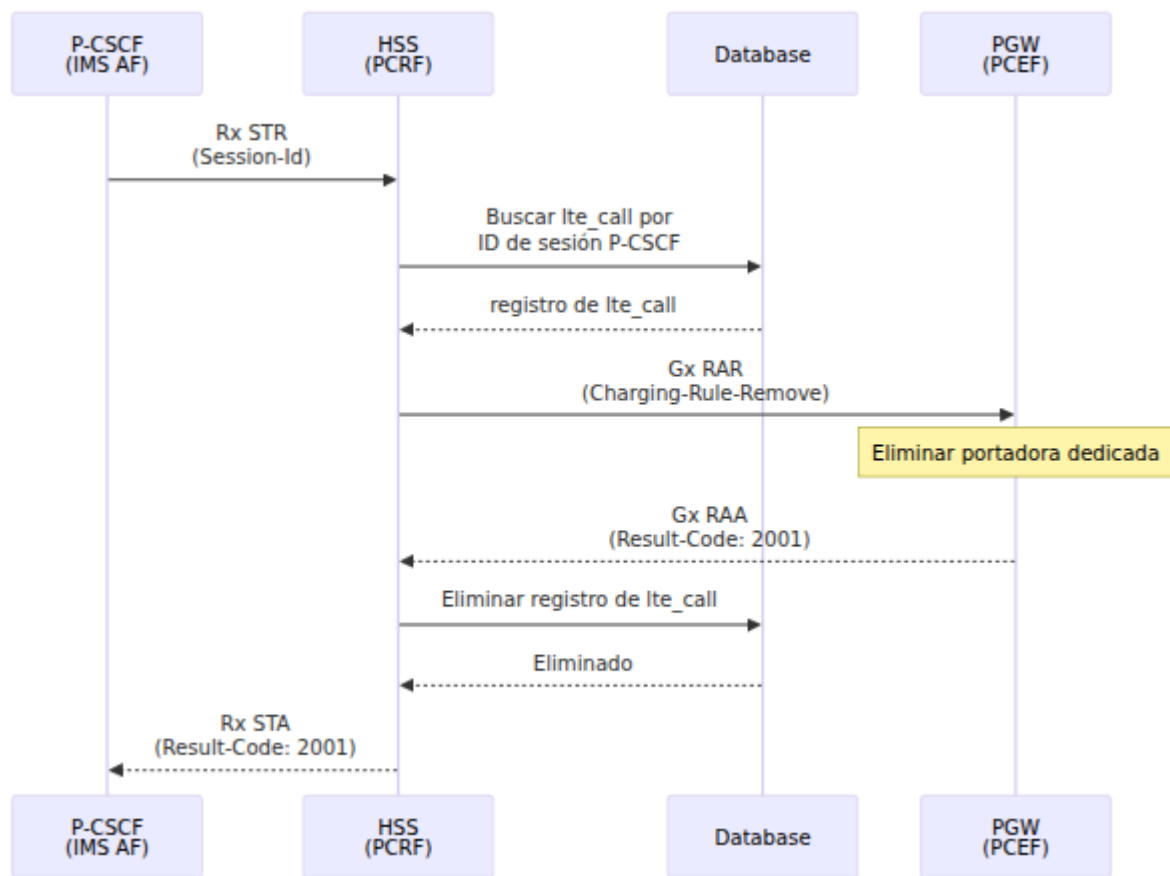 P-CSCF
(IMS AF)
HSS
(PCRF)
Database
PGW
(PCEF)
Rx STR
(Session-Id)
Buscar lte_call por
ID de sesión P-CSCF
registro de lte_call
Gx RAR
(Charging-Rule-Remove)
Eliminar portadora dedicada
Gx RAA
(Result-Code: 2001)
Eliminar registro de lte_call
Eliminado
Rx STA
(Result-Code: 2001)
P-CSCF
(IMS AF)
HSS
(PCRF)
Database
PGW
(PCEF)